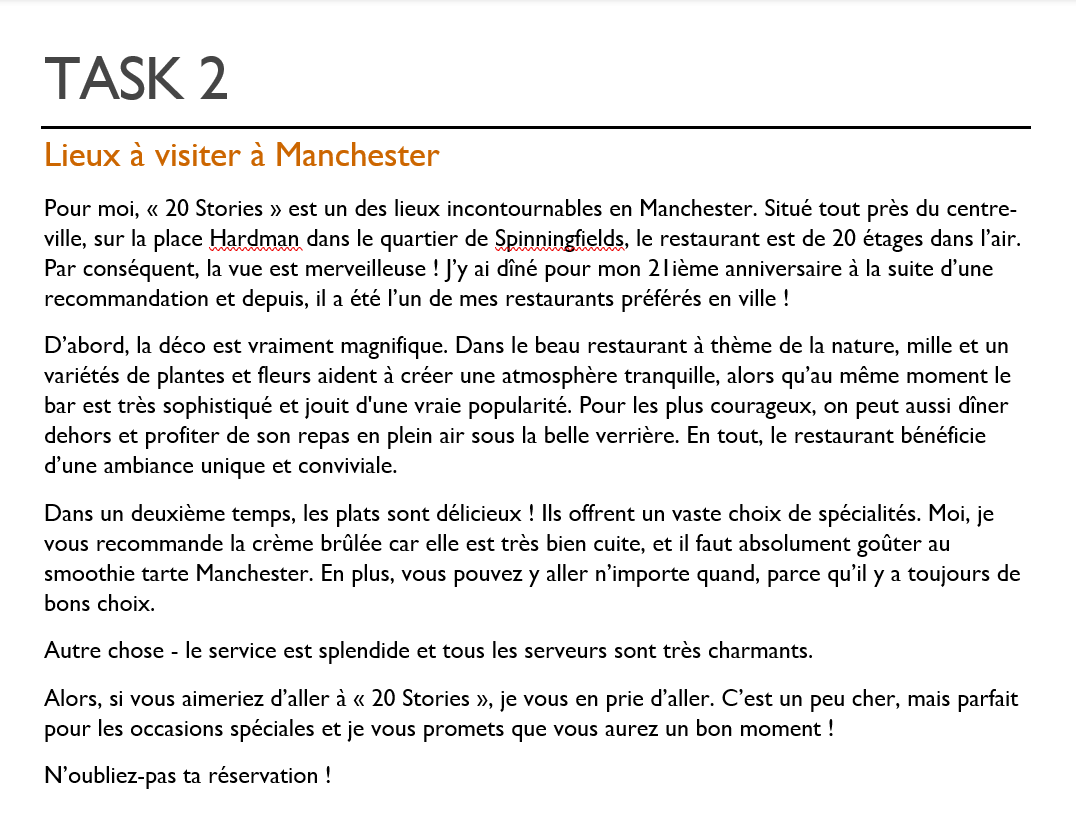 TASK 2
Lieux à visiter à Manchester
Pour moi, « 20 Stories » est un des lieux incontournables en Manchester. Situé tout près du centre-
ville, sur la place Hardman dans le quartier de Spinningfields, le restaurant est de 20 étages dans l’air.
Par conséquent, la vue est merveilleuse ! J’y ai dîné pour mon 21ième anniversaire à la suite d’une
recommandation et depuis, il a été l’un de mes restaurants préférés en ville !
D’abord, la déco est vraiment magnifique. Dans le beau restaurant à thème de la nature, mille et un
variétés de plantes et fleurs aident à créer une atmosphère tranquille, alors qu’au même moment le
bar est très sophistiqué et jouit d'une vraie popularité. Pour les plus courageux, on peut aussi dîner
dehors et profiter de son repas en plein air sous la belle verrière. En tout, le restaurant bénéficie
d’une ambiance unique et conviviale.
Dans un deuxième temps, les plats sont délicieux ! Ils offrent un vaste choix de spécialités. Moi, je
vous recommande la crème brûlée car elle est très bien cuite, et il faut absolument goûter au
smoothie tarte Manchester. En plus, vous pouvez y aller n’importe quand, parce qu’il y a toujours de
bons choix.
Autre chose - le service est splendide et tous les serveurs sont très charmants.
Alors, si vous aimeriez d’aller à « 20 Stories », je vous en prie d’aller. C’est un peu cher, mais parfait
pour les occasions spéciales et je vous promets que vous aurez un bon moment !
N’oubliez-pas ta réservation !